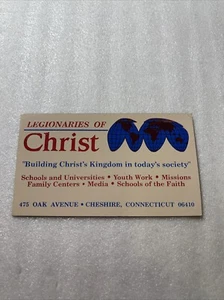 LEGIONARIES OF
Christ
"Building Christ's Kingdom in today's society"
Schools and Universities • Youth Work • Missions
Family Centers • Media • Schools of the Faith
475 OAK AVENUE • CHESHIRE, CONNECTICUT 06410